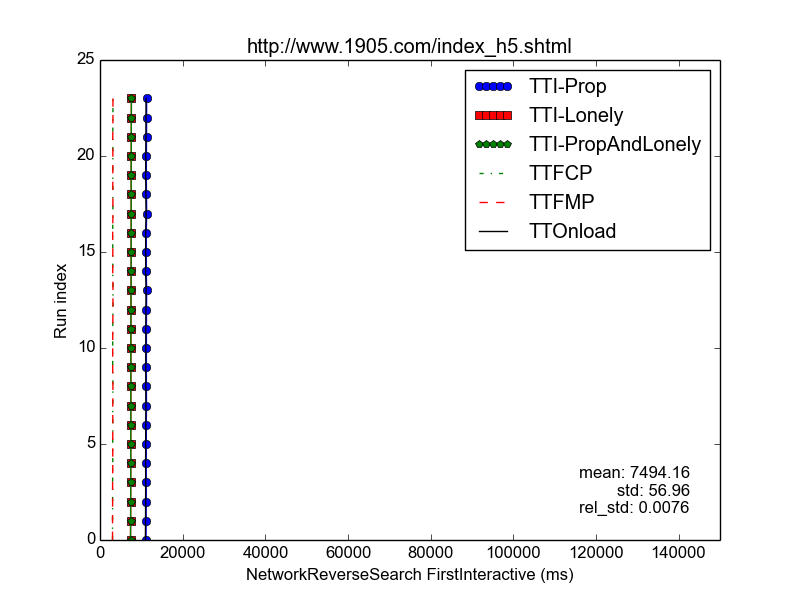 http://www.1905.com/index_h5.shtml
25
20
15
10
5
0
Run index
TTI-Prop
TTI-Lonely
TTI-PropAndLonely
TTFCP
TTFMP
TTOnload
mean: 7494.16
std: 56.96
rel_std: 0.0076
0 20000 40000 60000 80000 100000 120000 140000
NetworkReverseSearch FirstInteractive (ms)